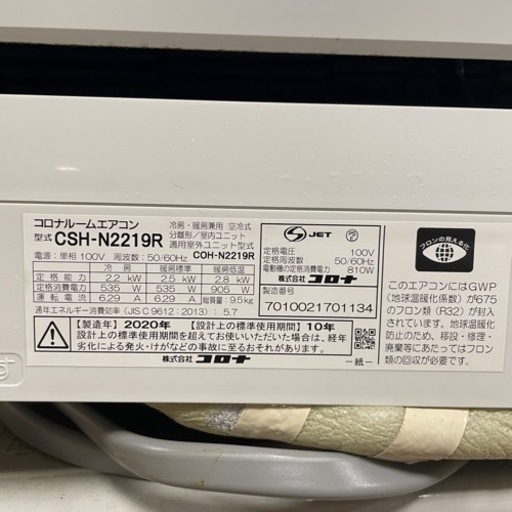 コロナルームエアコン
型式 CSH-N2219R
冷房・暖房兼用 空冷式
分離形/室内ユニット
適用室外ユニット型式
COH-N2219R
電源:単相 100V 周波数:50/60Hz
冷房 暖房標準 暖房低温
定格能力 2.2 kW 2.5 kW 2.8 kW
定格消費電力 535 W 535 W 905 W
運転電流 6.29 A 6.29 A 総質量:9.5kg
通年エネルギー消費効率(JIS C 9612:2013):5.7
JET
定格電圧 100V
定格周波数 50/60Hz
電動機の定格消費電力 810W
株式会社 コロナ
製造番号
7010021701134
【製造年】2020年 【設計上の標準使用期間】10年
設計上の標準使用期間を超えてお使いいただいた場合は、経年
劣化による発火・けがなどの事故に至るおそれがあります。
株式会社 コロナ
―紙―
フロンの見える化
このエアコンにはGWP
(地球温暖化係数)が675
のフロン類(R32)が封入
されています。地球温暖化
防止のため、移設・修理・
廃棄等にあたってはフロン
類の回収が必要です。